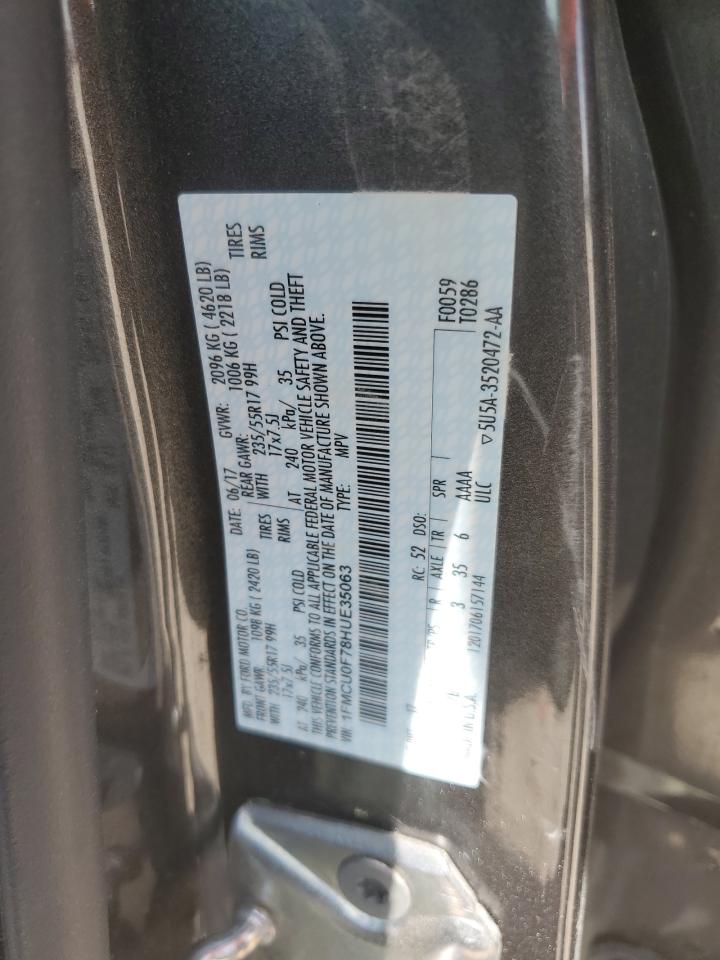 MFD. BY FORD MOTOR CO.
DATE: 06/17 GVWR: 2096 KG ( 4620 LB)
FRONT GAWR: 1098 KG ( 2420 LB) REAR GAWR: 1006 KG ( 2218 LB)
WITH 235/55R17 99H TIRES WITH 235/55R17 99H TIRES
17x7.5J RIMS 17x7.5J RIMS
AT 240 kPa/ 35 PSI COLD AT 240 kPa/ 35 PSI COLD
THIS VEHICLE CONFORMS TO ALL APPLICABLE FEDERAL MOTOR VEHICLE SAFETY AND THEFT
PREVENTION STANDARDS IN EFFECT ON THE DATE OF MANUFACTURE SHOWN ABOVE.
VIN: 1FMCU0F78HUE35063 TYPE: MPV
RC: 52 DSO: F0059
T0286
R AXLE TR SPR
3 35 6 AAAA
1201706157144 ULC
U.S.A. ▽5U5A-3520472-AA